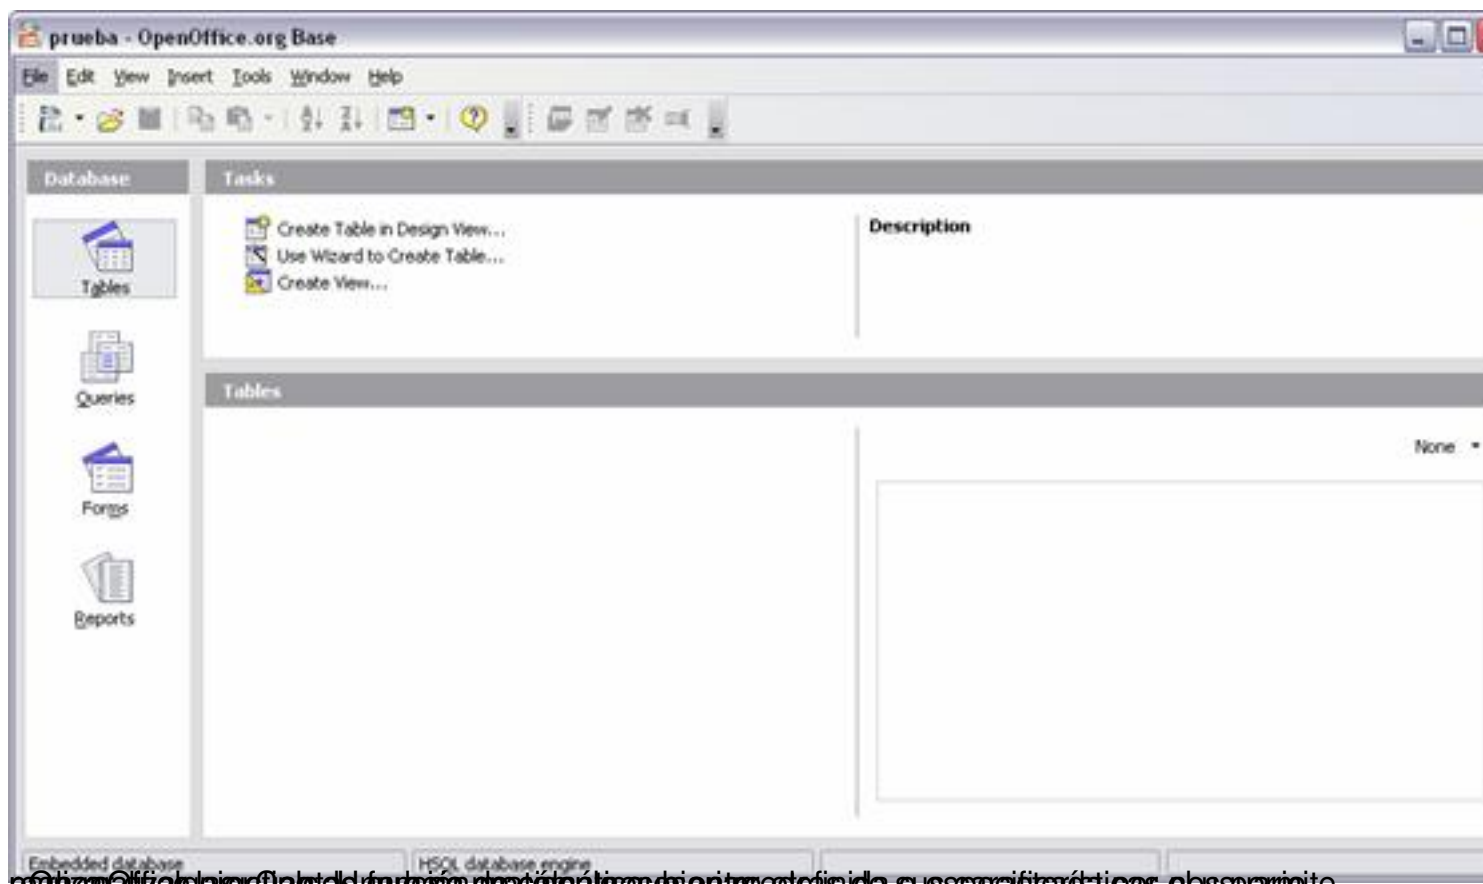 prueba - OpenOffice.org Base
File Edit View Insert Tools Window Help
Database
Tasks
Create Table in Design View...
Use Wizard to Create Table...
Create View...
Description
Tables
Queries
Forms
Reports
Tables
None
Embedded database
HSQL database engine